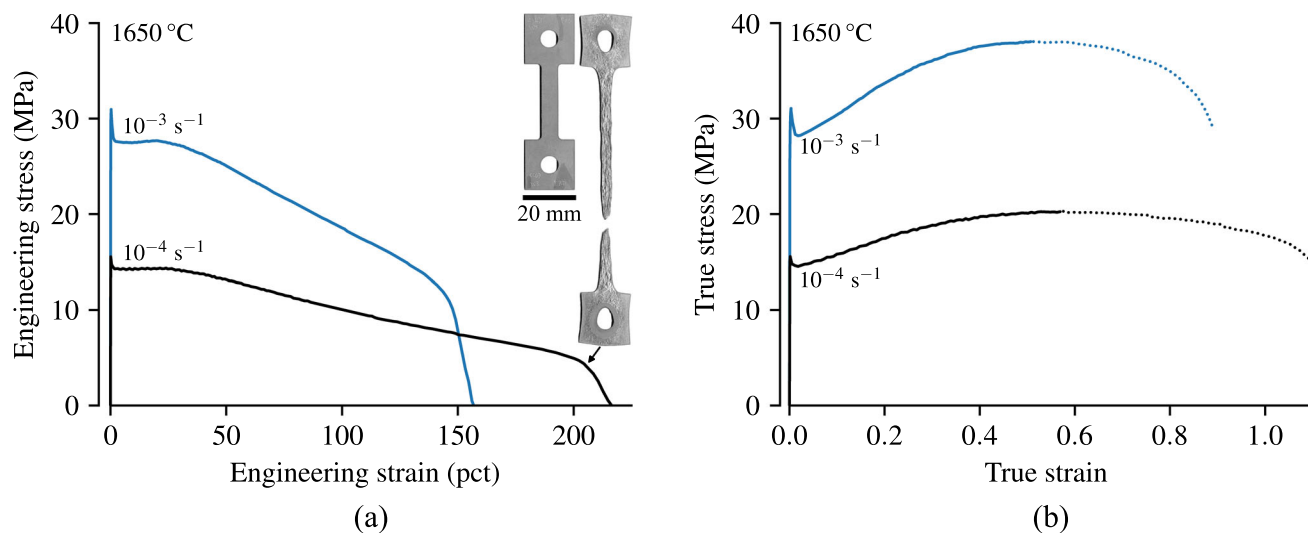 40
30
20
10
0
Engineering stress (MPa)
1650 °C
10⁻³ s⁻¹
10⁻⁴ s⁻¹
20 mm
0 50 100 150 200
Engineering strain (pct)
(a)
40
30
20
10
0
True stress (MPa)
1650 °C
10⁻³ s⁻¹
10⁻⁴ s⁻¹
0.0 0.2 0.4 0.6 0.8 1.0
True strain
(b)